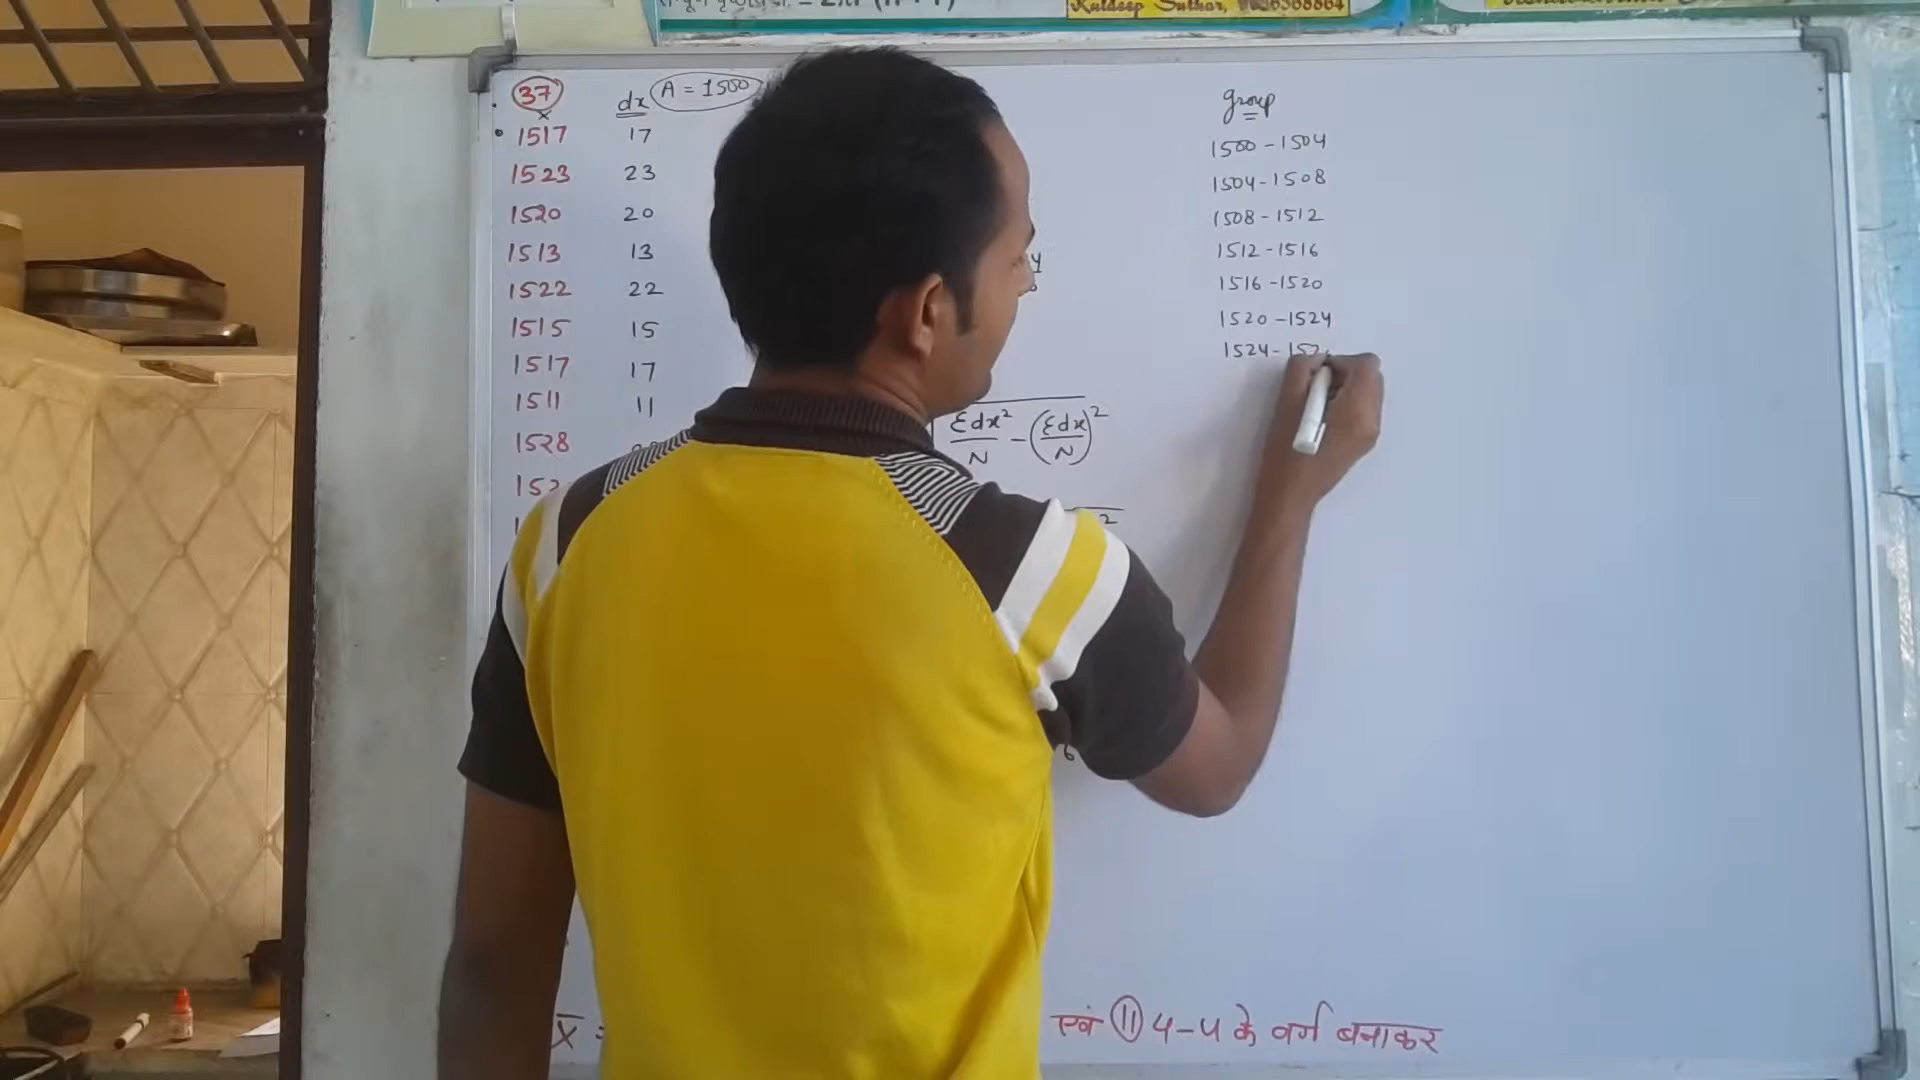 = 2πr (h + r)
Kuldeep Suthar,
37
x
dx
A = 1500
1517 17
1523 23
1520 20
1513 13
1522 22
1515 15
1517 17
1511 11
1528
group
1500 - 1504
1504 - 1508
1508 - 1512
1512 - 1516
1516 - 1520
1520 - 1524
1524 -
Σdx²/N - (Σdx/N)²
X̄ =
एवं 11 4-4 के वर्ग बनाकर